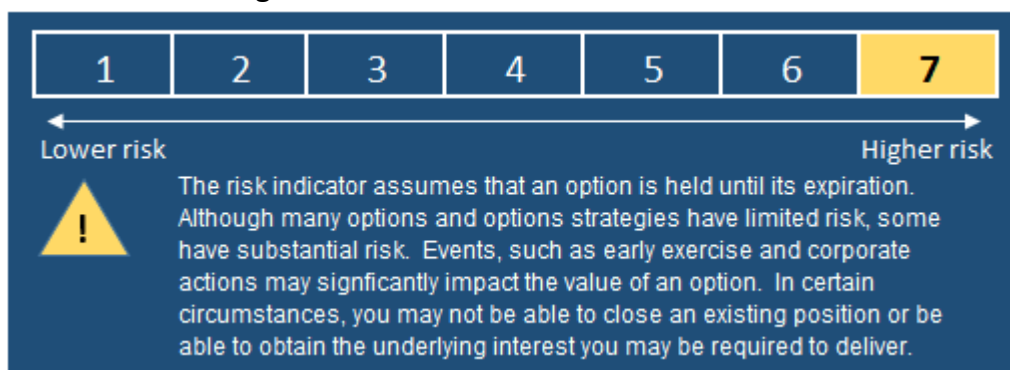 1 2 3 4 5 6 7
Lower risk Higher risk
!
The risk indicator assumes that an option is held until its expiration.
Although many options and options strategies have limited risk, some
have substantial risk. Events, such as early exercise and corporate
actions may signficantly impact the value of an option. In certain
circumstances, you may not be able to close an existing position or be
able to obtain the underlying interest you may be required to deliver.